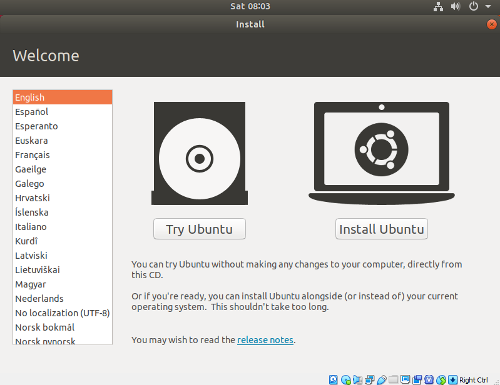 Sat 08:03
Install
Welcome
English
Español
Esperanto
Euskara
Français
Gaeilge
Galego
Hrvatski
Íslenska
Italiano
Kurdî
Latviski
Lietuviškai
Magyar
Nederlands
No localization (UTF-8)
Norsk bokmål
Norsk nynorsk
Try Ubuntu
Install Ubuntu
You can try Ubuntu without making any changes to your computer, directly from
this CD.
Or if you're ready, you can install Ubuntu alongside (or instead of) your current
operating system. This shouldn't take too long.
You may wish to read the release notes.
Right Ctrl